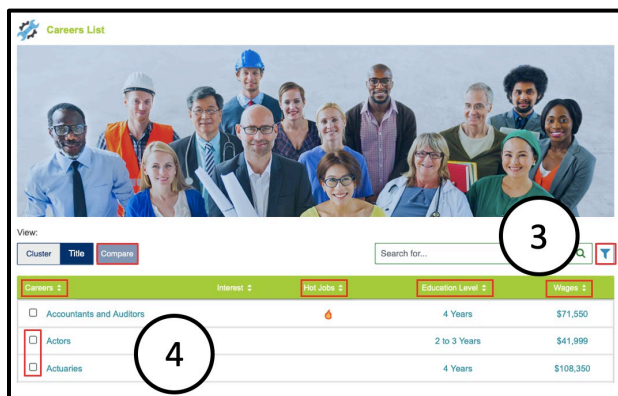 Careers List
View:
Cluster Title Compare Search for...
3
Careers Interest Hot Jobs Education Level Wages
Accountants and Auditors 4 Years $71,550
Actors 2 to 3 Years $41,999
Actuaries 4 Years $108,350
4